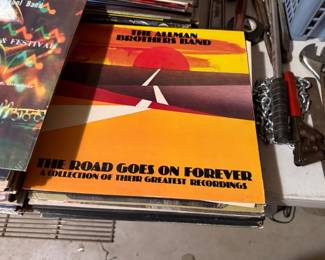 & FESTIVAL
THE ALLMAN
BROTHERS BAND
THE ROAD GOES ON FOREVER
A COLLECTION OF THEIR GREATEST RECORDINGS